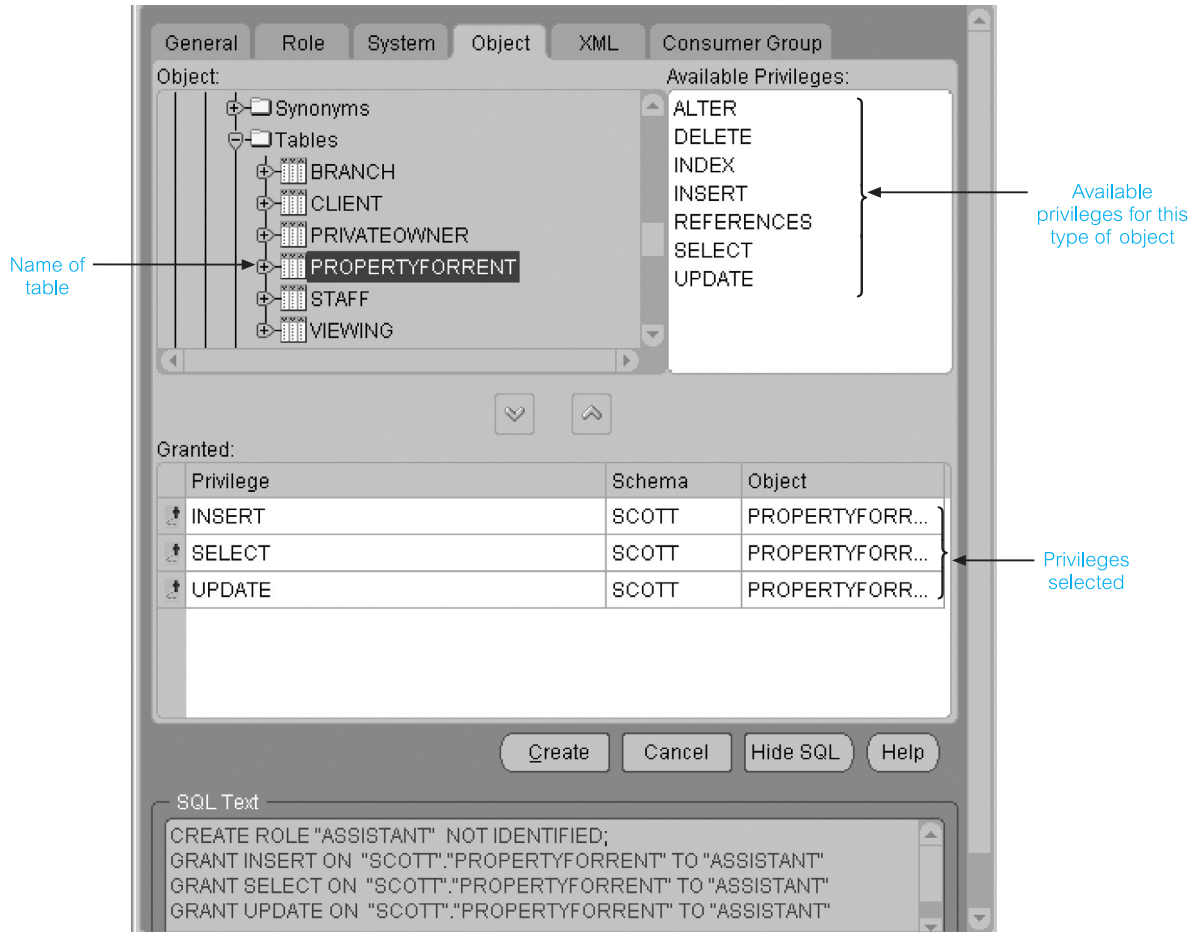 General Role System Object XML Consumer Group
Object:
Synonyms
Tables
BRANCH
CLIENT
PRIVATEOWNER
PROPERTYFORRENT
STAFF
VIEWING
Name of
table
Available Privileges:
ALTER
DELETE
INDEX
INSERT
REFERENCES
SELECT
UPDATE
Available
privileges for this
type of object
Granted:
Privilege Schema Object
INSERT SCOTT PROPERTYFORR...
SELECT SCOTT PROPERTYFORR...
UPDATE SCOTT PROPERTYFORR...
Privileges
selected
Create Cancel Hide SQL Help
SQL Text
CREATE ROLE "ASSISTANT" NOT IDENTIFIED;
GRANT INSERT ON "SCOTT"."PROPERTYFORRENT" TO "ASSISTANT"
GRANT SELECT ON "SCOTT"."PROPERTYFORRENT" TO "ASSISTANT"
GRANT UPDATE ON "SCOTT"."PROPERTYFORRENT" TO "ASSISTANT"